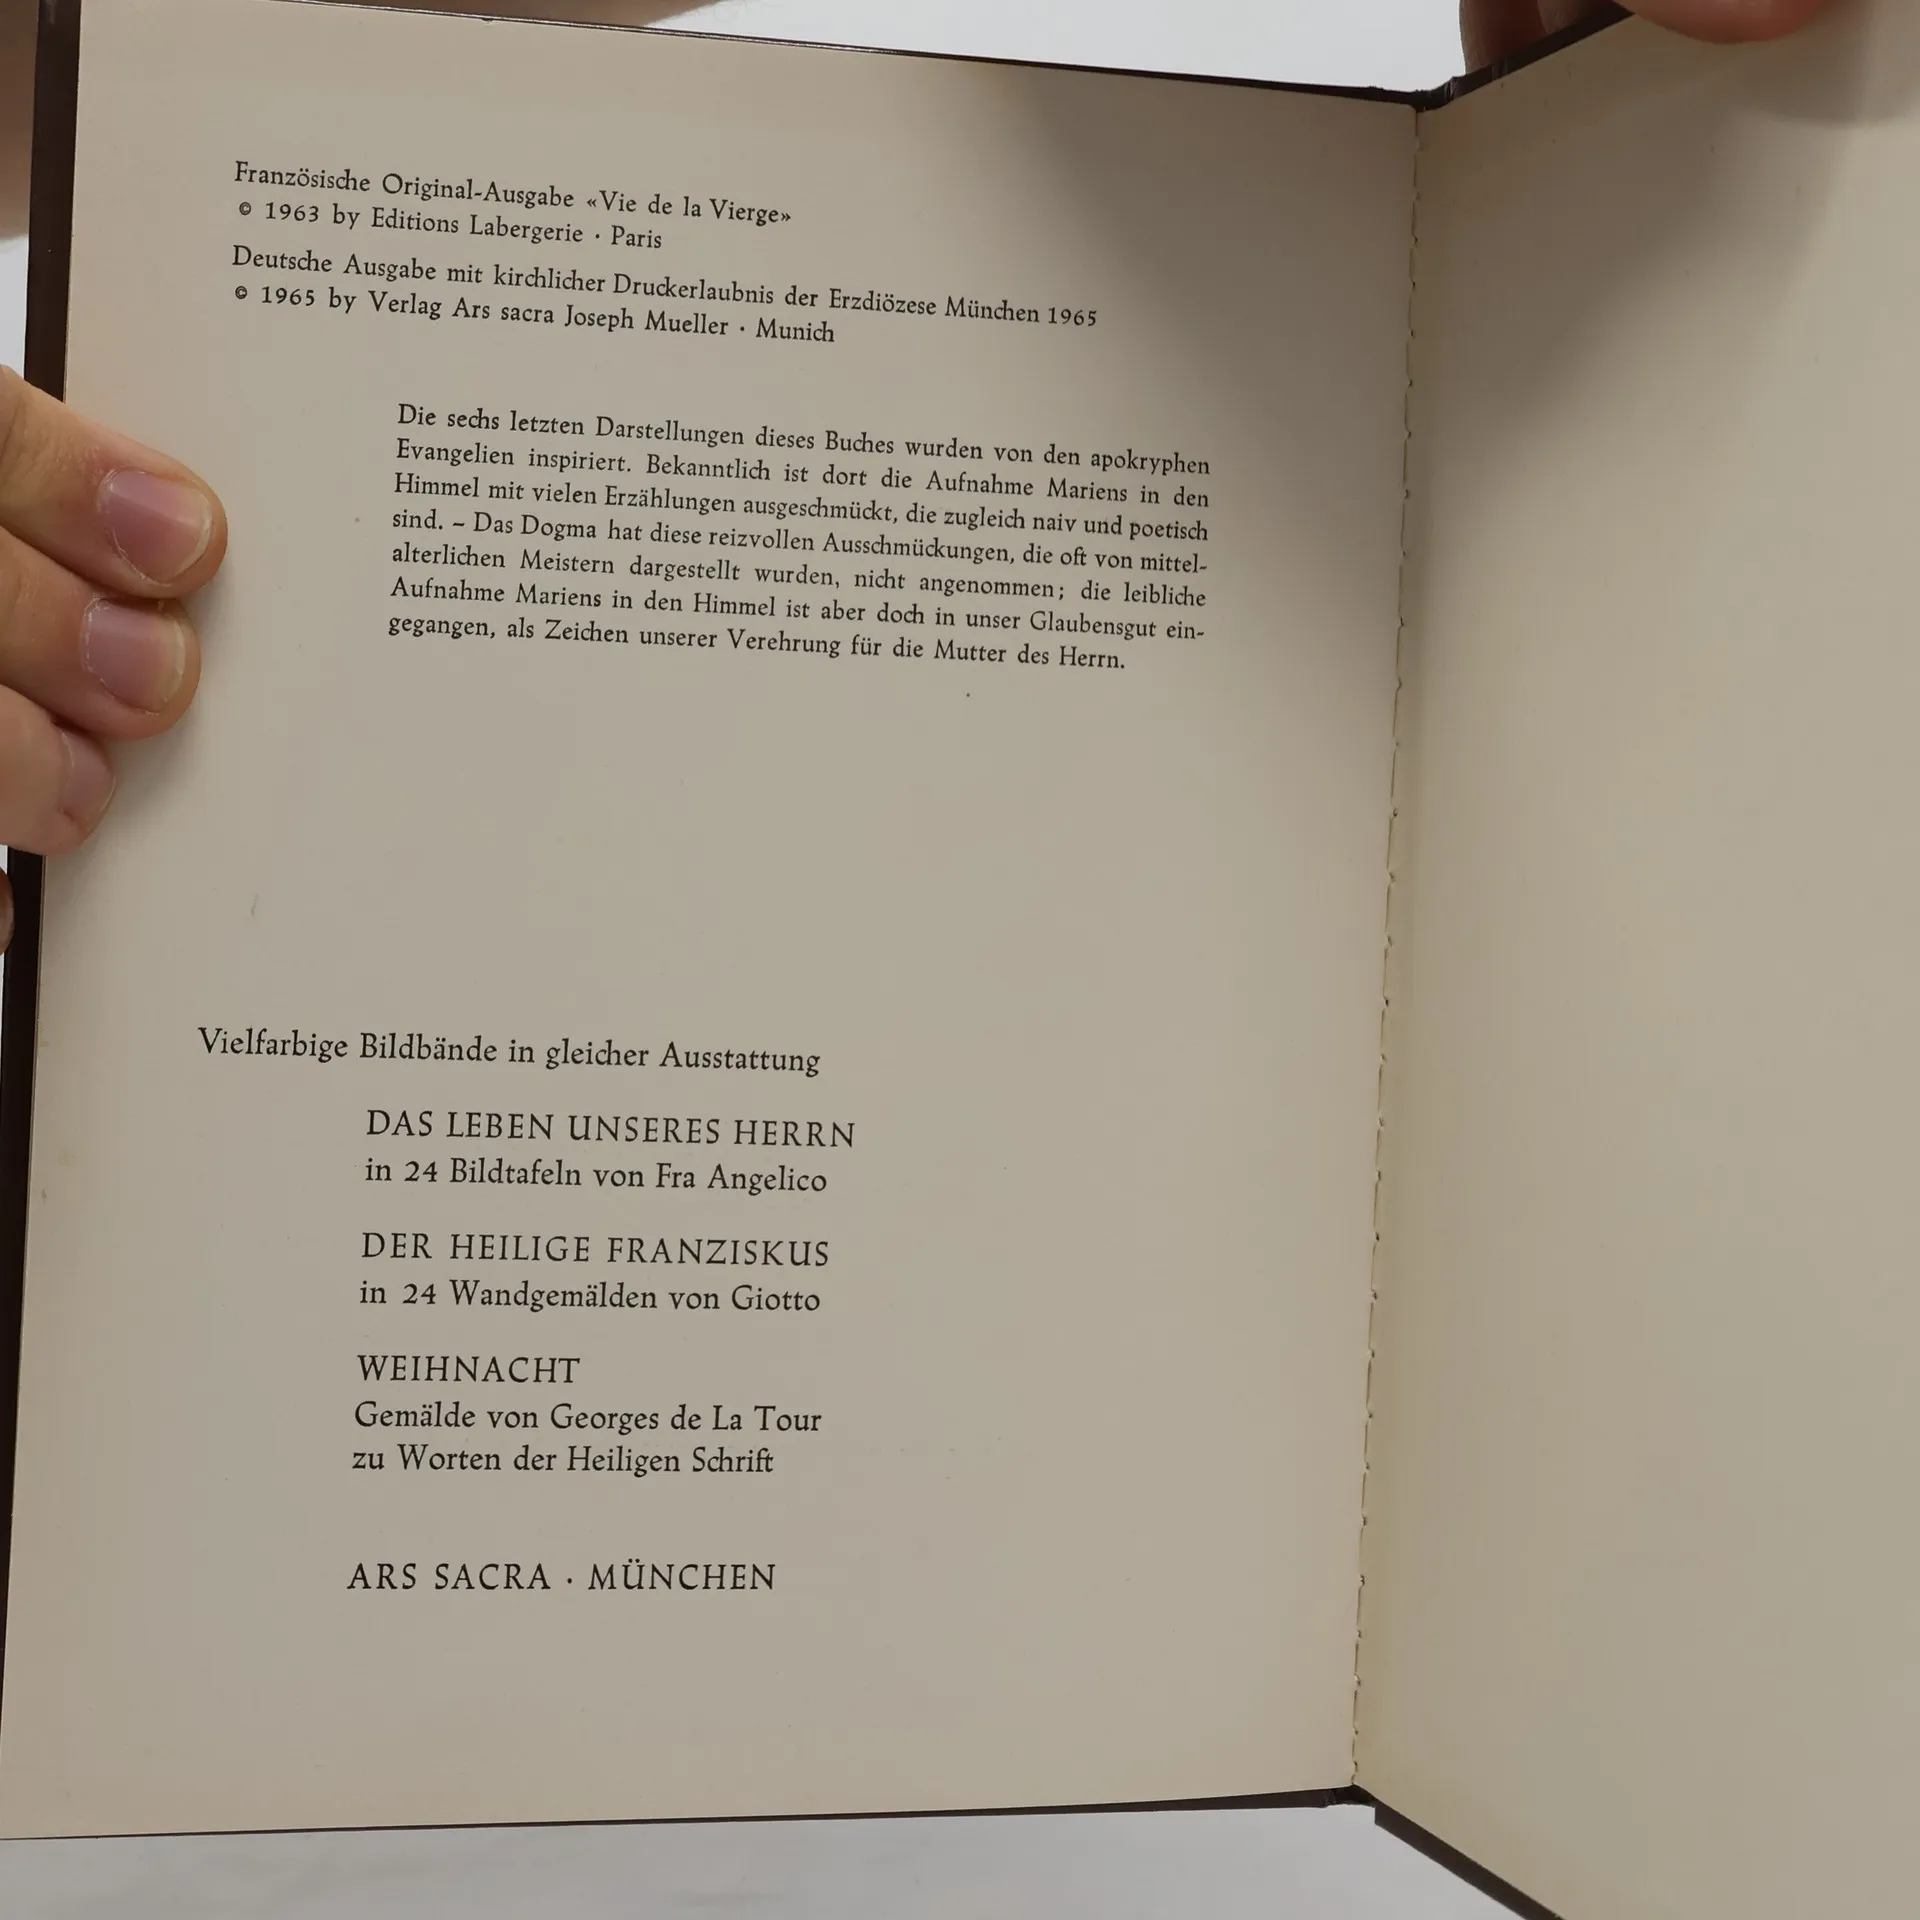 Französische Original-Ausgabe «Vie de la Vierge»
© 1963 by Editions Labergerie · Paris
Deutsche Ausgabe mit kirchlicher Druckerlaubnis der Erzdiözese München 1965
© 1965 by Verlag Ars sacra Joseph Mueller · Munich
Die sechs letzten Darstellungen dieses Buches wurden von den apokryphen
Evangelien inspiriert. Bekanntlich ist dort die Aufnahme Mariens in den
Himmel mit vielen Erzählungen ausgeschmückt, die zugleich naiv und poetisch
sind. – Das Dogma hat diese reizvollen Ausschmückungen, die oft von mittel-
alterlichen Meistern dargestellt wurden, nicht angenommen; die leibliche
Aufnahme Mariens in den Himmel ist aber doch in unser Glaubensgut ein-
gegangen, als Zeichen unserer Verehrung für die Mutter des Herrn.
Vielfarbige Bildbände in gleicher Ausstattung
DAS LEBEN UNSERES HERRN
in 24 Bildtafeln von Fra Angelico
DER HEILIGE FRANZISKUS
in 24 Wandgemälden von Giotto
WEIHNACHT
Gemälde von Georges de La Tour
zu Worten der Heiligen Schrift
ARS SACRA · MÜNCHEN